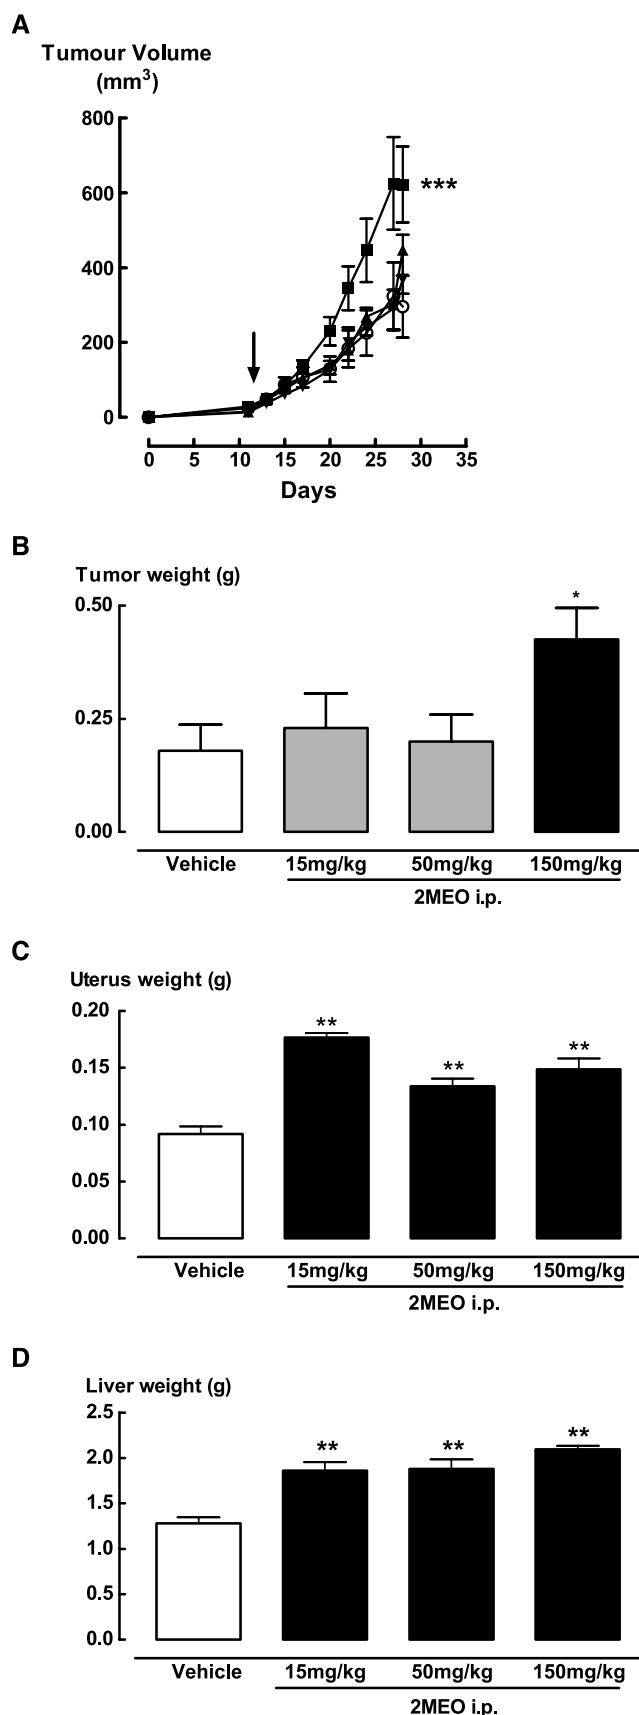 A
Tumour Volume
(mm³)
800
600
400
200
0
***
0 5 10 15 20 25 30 35
Days
B
Tumor weight (g)
0.50
0.25
0.00
*
Vehicle 15mg/kg 50mg/kg 150mg/kg
2MEO i.p.
C
Uterus weight (g)
0.20
0.15
0.10
0.05
0.00
** ** **
Vehicle 15mg/kg 50mg/kg 150mg/kg
2MEO i.p.
D
Liver weight (g)
2.5
2.0
1.5
1.0
0.5
0.0
** ** **
Vehicle 15mg/kg 50mg/kg 150mg/kg
2MEO i.p.